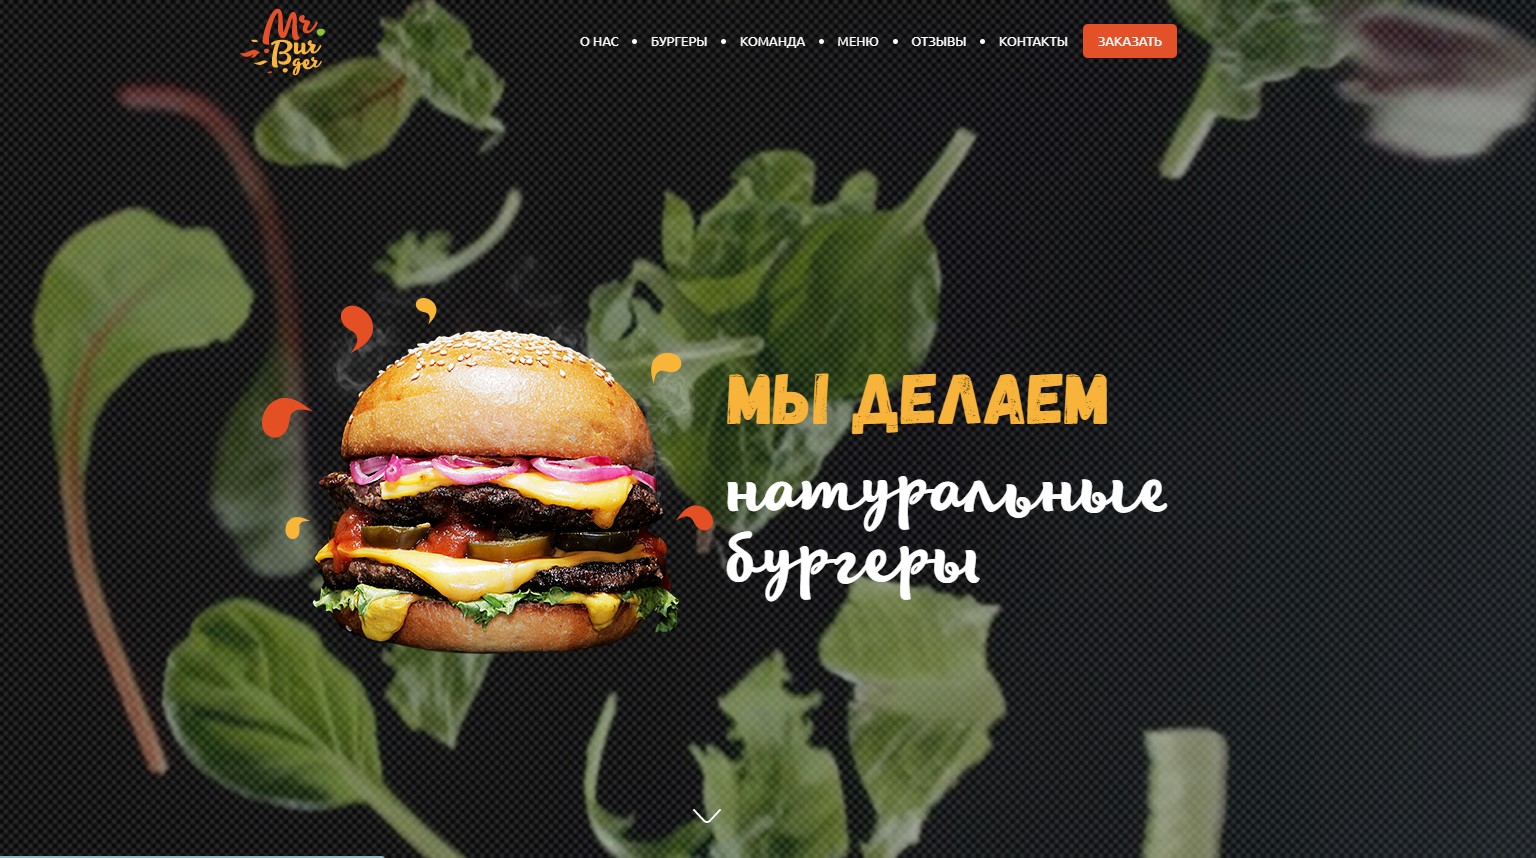 Mr
Bur
ger
О НАС • БУРГЕРЫ • КОМАНДА • МЕНЮ • ОТЗЫВЫ • КОНТАКТЫ ЗАКАЗАТЬ
МЫ ДЕЛАЕМ
натуральные
бургеры